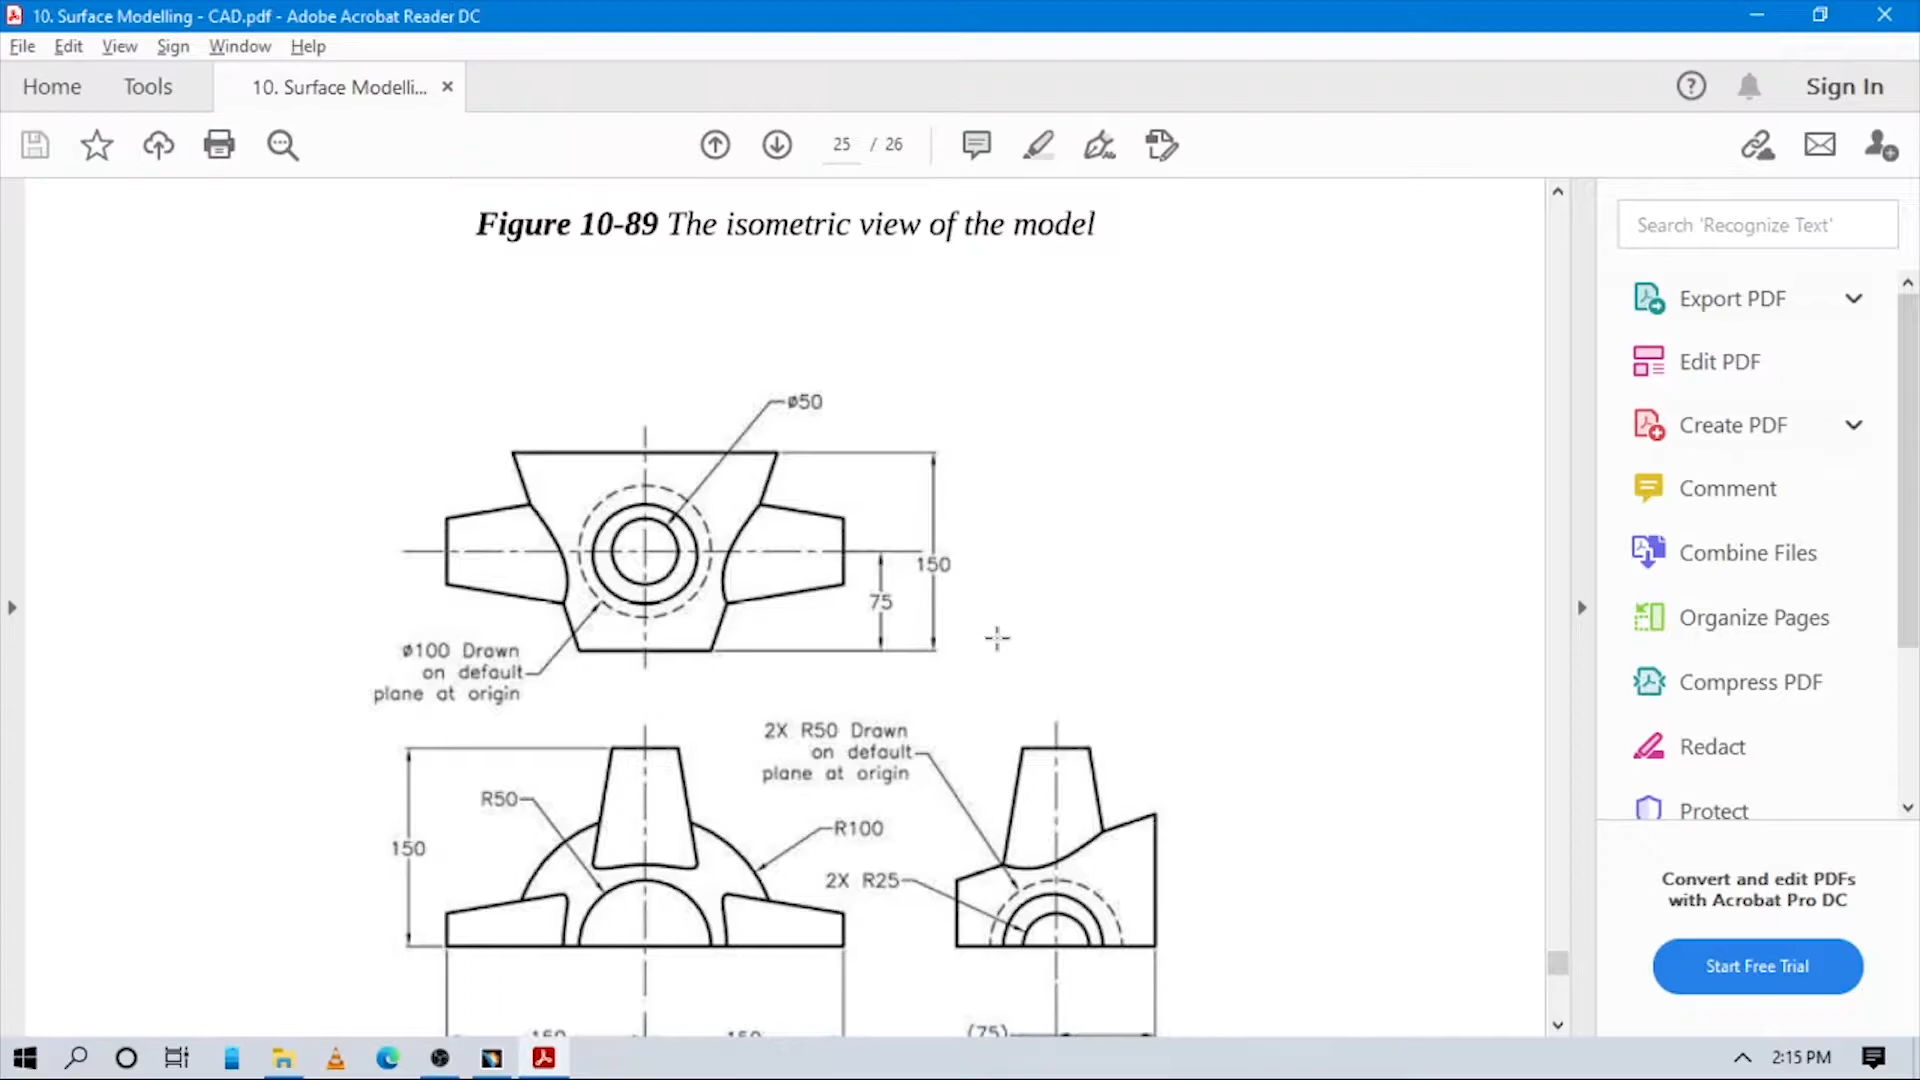 10. Surface Modelling - CAD.pdf - Adobe Acrobat Reader DC
File Edit View Sign Window Help
Home Tools 10. Surface Modelli... Sign In
25 / 26
Figure 10-89 The isometric view of the model
ø50
150
75
ø100 Drawn
on default
plane at origin
2X R50 Drawn
on default
plane at origin
R50
R100
150
2X R25
150 150 (75)
Search 'Recognize Text'
Export PDF
Edit PDF
Create PDF
Comment
Combine Files
Organize Pages
Compress PDF
Redact
Protect
Convert and edit PDFs
with Acrobat Pro DC
Start Free Trial
2:15 PM